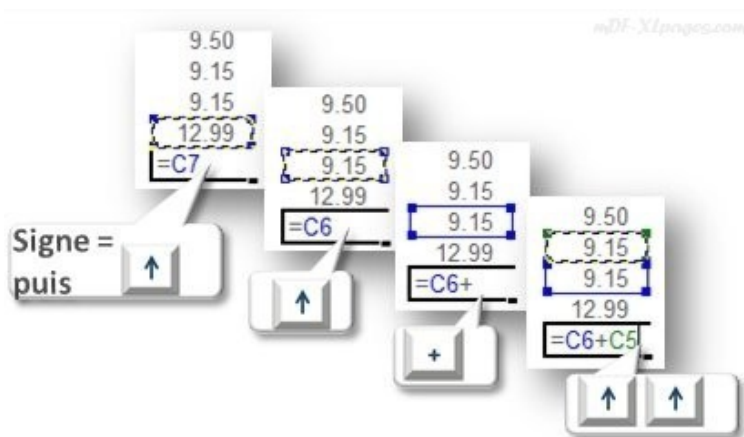 mDF-XLpages.com
9.50
9.15
9.15
12.99
=C7
Signe =
puis
↑
9.50
9.15
9.15
12.99
=C6
↑
9.50
9.15
9.15
12.99
=C6+
+
9.50
9.15
9.15
12.99
=C6+C5
↑ ↑